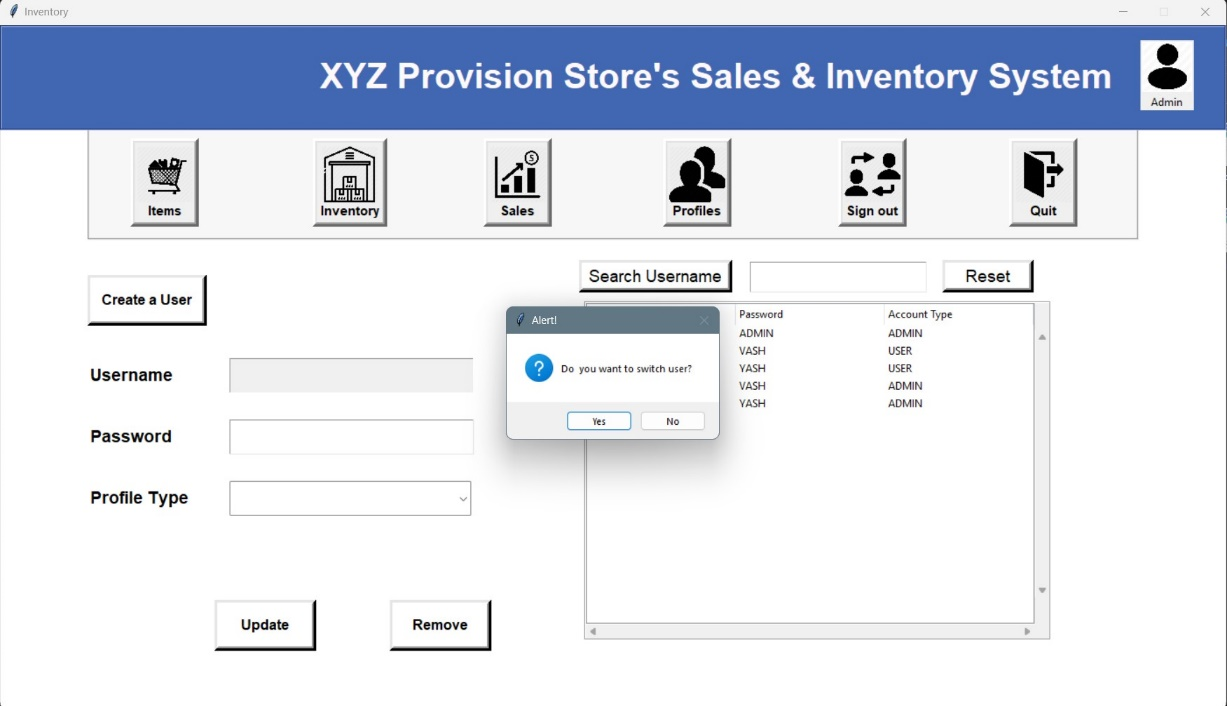 Inventory
XYZ Provision Store's Sales & Inventory System
Admin
Items
Inventory
Sales
Profiles
Sign out
Quit
Create a User
Search Username
Reset
Username
Password
Profile Type
Update
Remove
Password Account Type
ADMIN ADMIN
VASH USER
YASH USER
VASH ADMIN
YASH ADMIN
Alert!
Do you want to switch user?
Yes
No